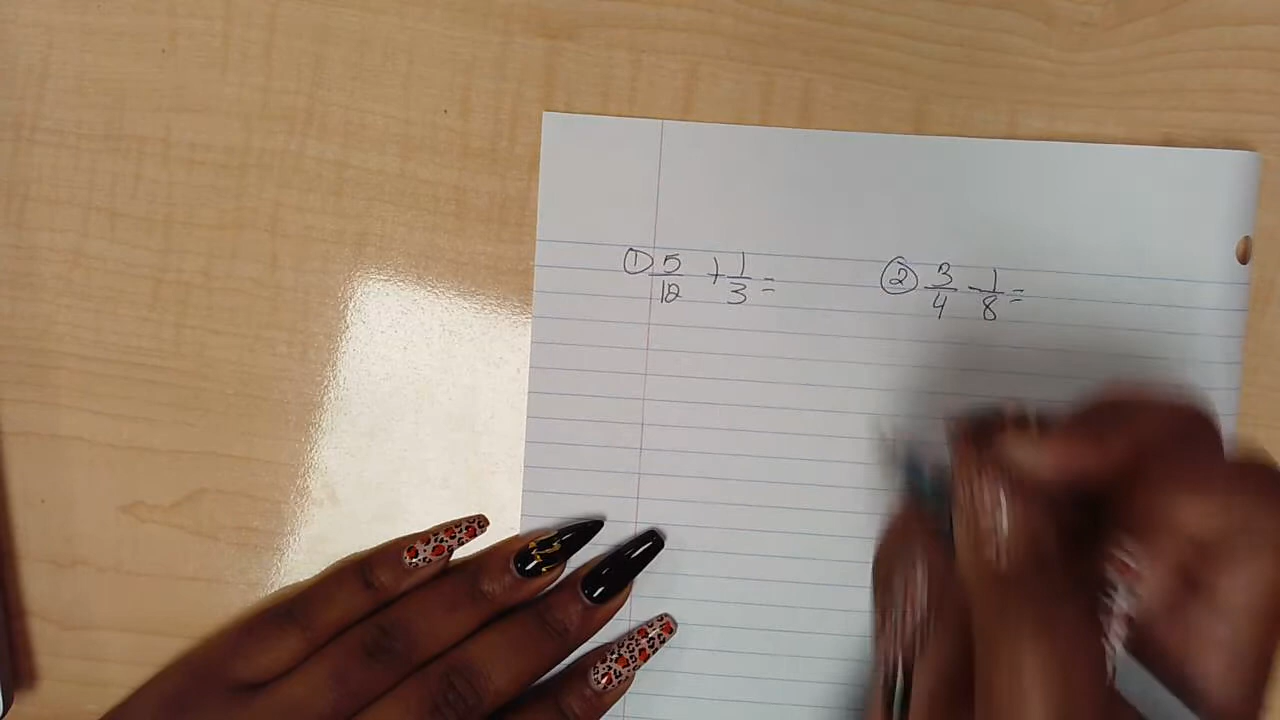 ① 5/12 + 1/3 =
② 3/4 - 1/8 =